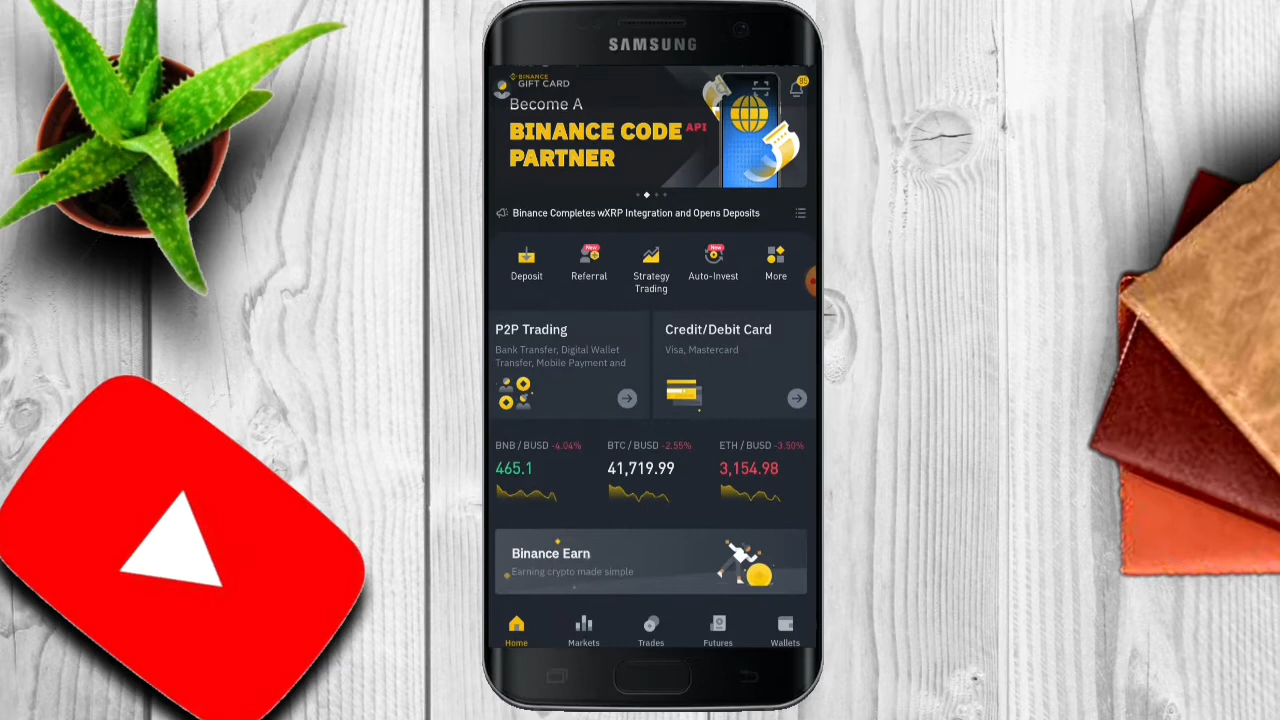 SAMSUNG
BINANCE
GIFT CARD
95
Become A
BINANCE CODE API
PARTNER
Binance Completes wXRP Integration and Opens Deposits
New
New
Deposit
Referral
Strategy
Trading
Auto-Invest
More
P2P Trading
Bank Transfer, Digital Wallet
Transfer, Mobile Payment and
Credit/Debit Card
Visa, Mastercard
BNB / BUSD -4.04%
465.1
BTC / BUSD -2.55%
41,719.99
ETH / BUSD -3.50%
3,154.98
Binance Earn
Earning crypto made simple
Home
Markets
Trades
Futures
Wallets